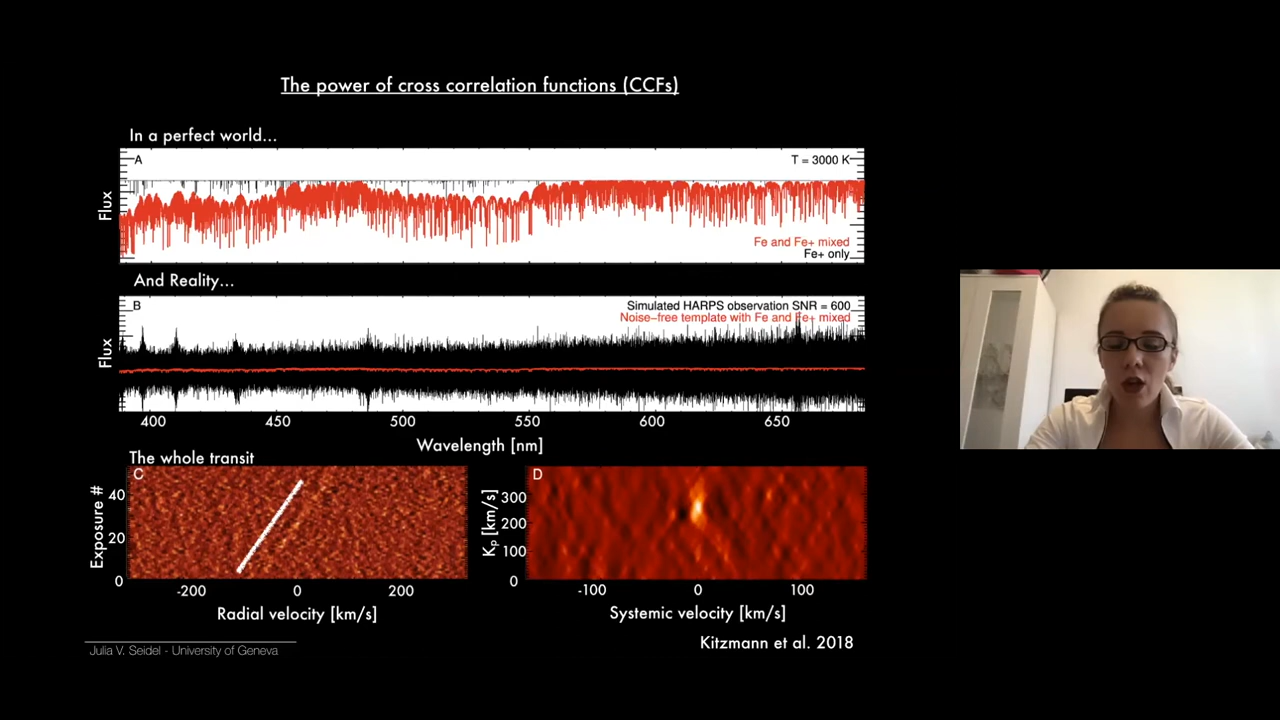 The power of cross correlation functions (CCFs)
In a perfect world...
A
T = 3000 K
Flux
Fe and Fe+ mixed
Fe+ only
And Reality...
B
Simulated HARPS observation SNR = 600
Noise-free template with Fe and Fe+ mixed
Flux
400 450 500 550 600 650
Wavelength [nm]
The whole transit
C
Exposure #
40
20
0
-200 0 200
Radial velocity [km/s]
D
Kp [km/s]
300
200
100
0
-100 0 100
Systemic velocity [km/s]
Kitzmann et al. 2018
Julia V. Seidel - University of Geneva